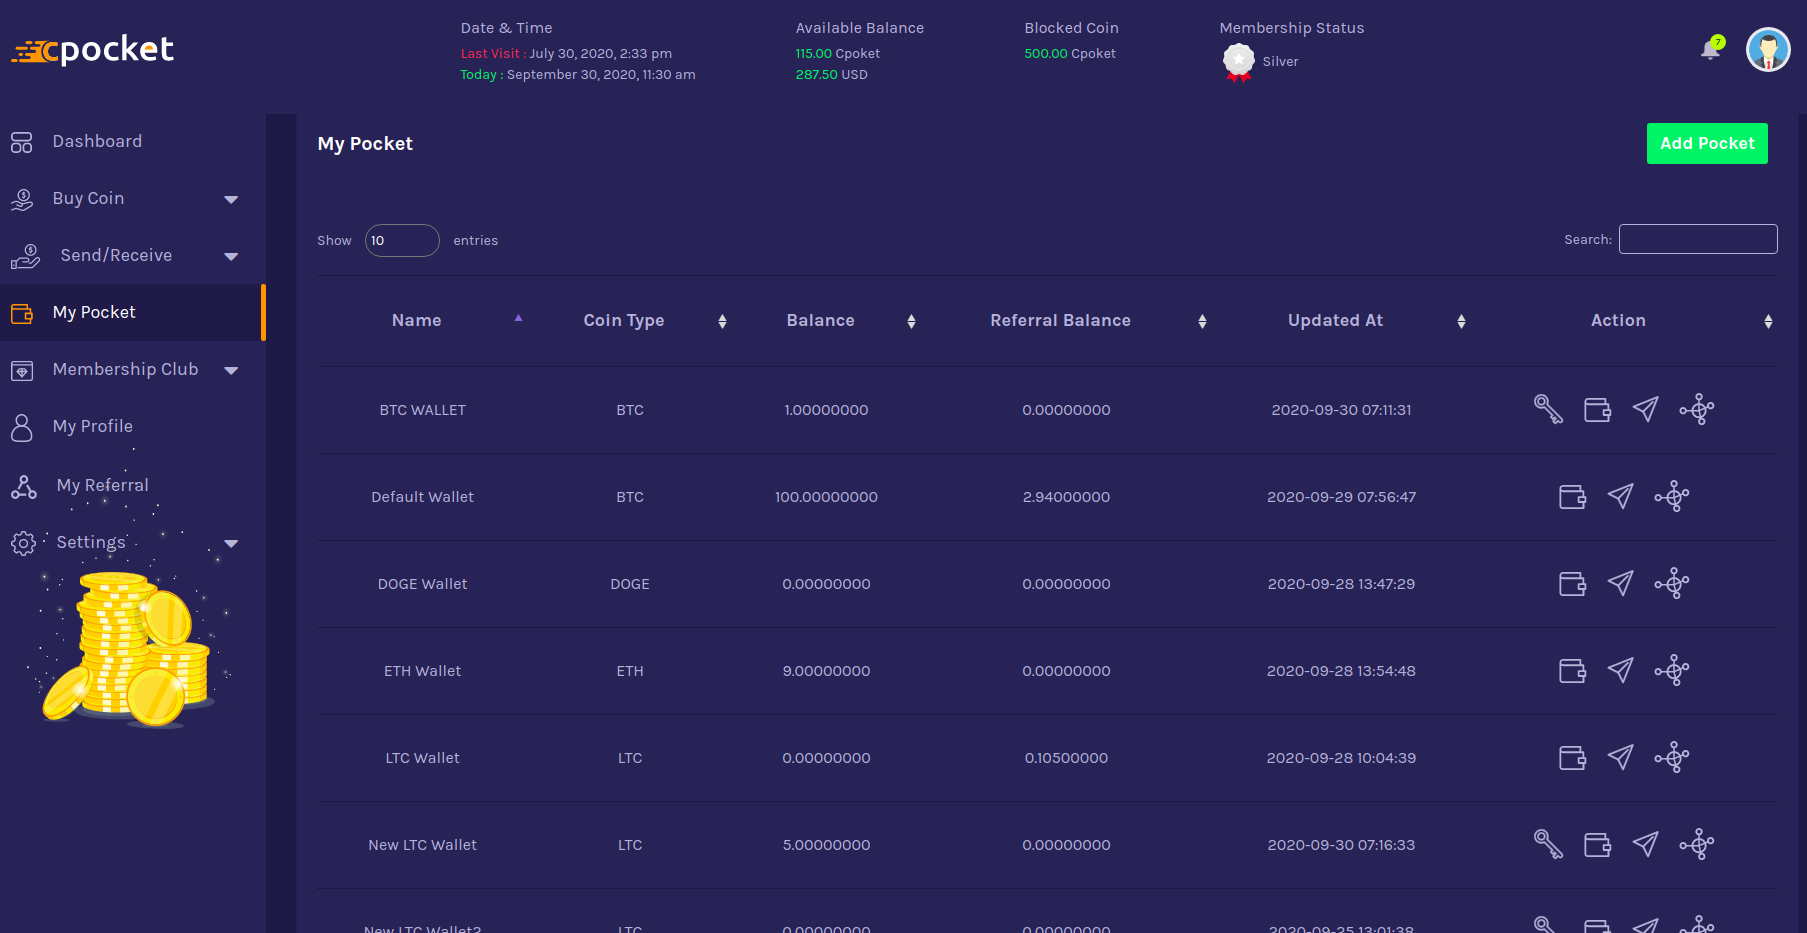 cpocket
Date & Time
Last Visit : July 30, 2020, 2:33 pm
Today : September 30, 2020, 11:30 am
Available Balance
115.00 Cpoket
287.50 USD
Blocked Coin
500.00 Cpoket
Membership Status
Silver
7
Dashboard
Buy Coin
Send/Receive
My Pocket
Membership Club
My Profile
My Referral
Settings
My Pocket
Add Pocket
Show 10 entries
Search:
Name Coin Type Balance Referral Balance Updated At Action
BTC WALLET BTC 1.00000000 0.00000000 2020-09-30 07:11:31
Default Wallet BTC 100.00000000 2.94000000 2020-09-29 07:56:47
DOGE Wallet DOGE 0.00000000 0.00000000 2020-09-28 13:47:29
ETH Wallet ETH 9.00000000 0.00000000 2020-09-28 13:54:48
LTC Wallet LTC 0.00000000 0.10500000 2020-09-28 10:04:39
New LTC Wallet LTC 5.00000000 0.00000000 2020-09-30 07:16:33
New LTC Wallet2 LTC 0.00000000 0.00000000 2020-09-25 13:01:38